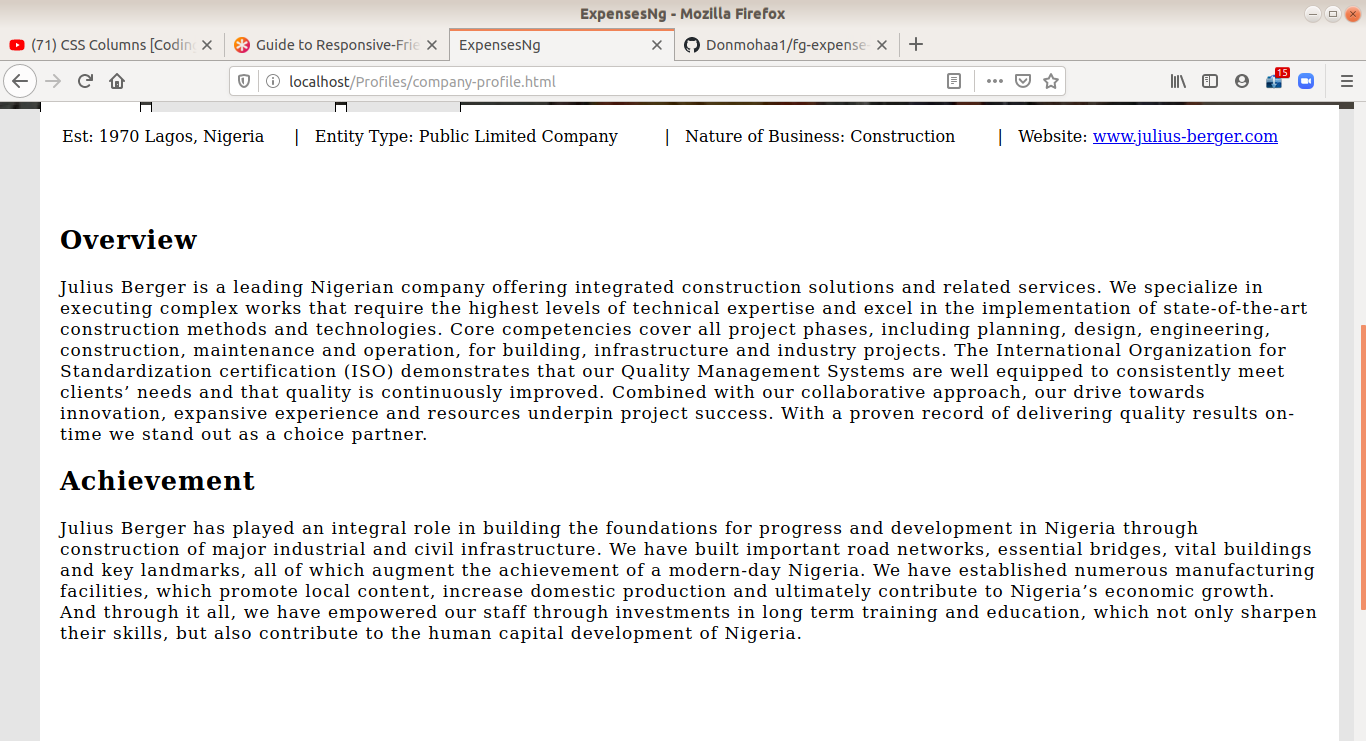 ExpensesNg - Mozilla Firefox
(71) CSS Columns [Codin
Guide to Responsive-Frie
ExpensesNg
Donmohaa1/fg-expense-
localhost/Profiles/company-profile.html
15
Est: 1970 Lagos, Nigeria | Entity Type: Public Limited Company | Nature of Business: Construction | Website: www.julius-berger.com
Overview
Julius Berger is a leading Nigerian company offering integrated construction solutions and related services. We specialize in
executing complex works that require the highest levels of technical expertise and excel in the implementation of state-of-the-art
construction methods and technologies. Core competencies cover all project phases, including planning, design, engineering,
construction, maintenance and operation, for building, infrastructure and industry projects. The International Organization for
Standardization certification (ISO) demonstrates that our Quality Management Systems are well equipped to consistently meet
clients’ needs and that quality is continuously improved. Combined with our collaborative approach, our drive towards
innovation, expansive experience and resources underpin project success. With a proven record of delivering quality results on-
time we stand out as a choice partner.
Achievement
Julius Berger has played an integral role in building the foundations for progress and development in Nigeria through
construction of major industrial and civil infrastructure. We have built important road networks, essential bridges, vital buildings
and key landmarks, all of which augment the achievement of a modern-day Nigeria. We have established numerous manufacturing
facilities, which promote local content, increase domestic production and ultimately contribute to Nigeria’s economic growth.
And through it all, we have empowered our staff through investments in long term training and education, which not only sharpen
their skills, but also contribute to the human capital development of Nigeria.